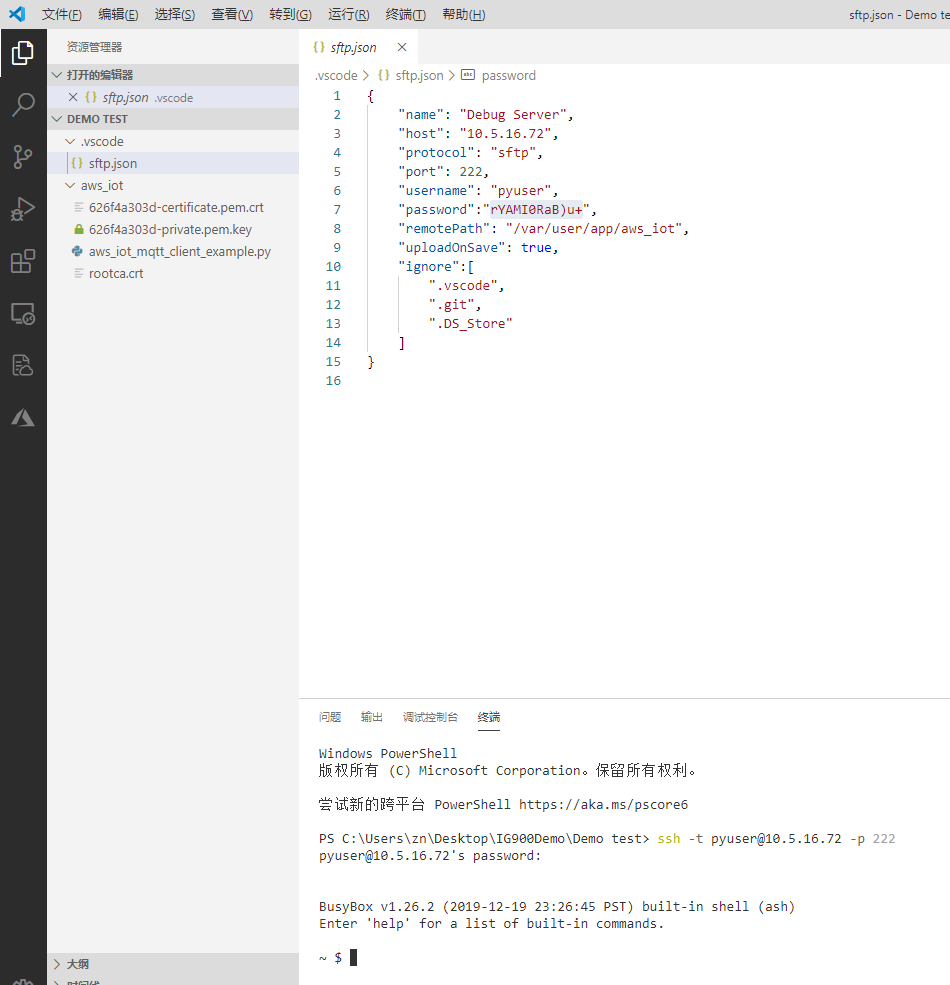 文件(F) 编辑(E) 选择(S) 查看(V) 转到(G) 运行(R) 终端(T) 帮助(H) sftp.json - Demo te
资源管理器
打开的编辑器
sftp.json .vscode
DEMO TEST
.vscode
{} sftp.json
aws_iot
626f4a303d-certificate.pem.crt
626f4a303d-private.pem.key
aws_iot_mqtt_client_example.py
rootca.crt
大纲
{} sftp.json
.vscode > {} sftp.json > abc password
1 {
2 "name": "Debug Server",
3 "host": "10.5.16.72",
4 "protocol": "sftp",
5 "port": 222,
6 "username": "pyuser",
7 "password":"rYAMI0RaB)u+",
8 "remotePath": "/var/user/app/aws_iot",
9 "uploadOnSave": true,
10 "ignore":[
11 ".vscode",
12 ".git",
13 ".DS_Store"
14 ]
15 }
16
问题 输出 调试控制台 终端
Windows PowerShell
版权所有 (C) Microsoft Corporation。保留所有权利。
尝试新的跨平台 PowerShell https://aka.ms/pscore6
PS C:\Users\zn\Desktop\IG900Demo\Demo test> ssh -t pyuser@10.5.16.72 -p 222
pyuser@10.5.16.72's password:
BusyBox v1.26.2 (2019-12-19 23:26:45 PST) built-in shell (ash)
Enter 'help' for a list of built-in commands.
~ $